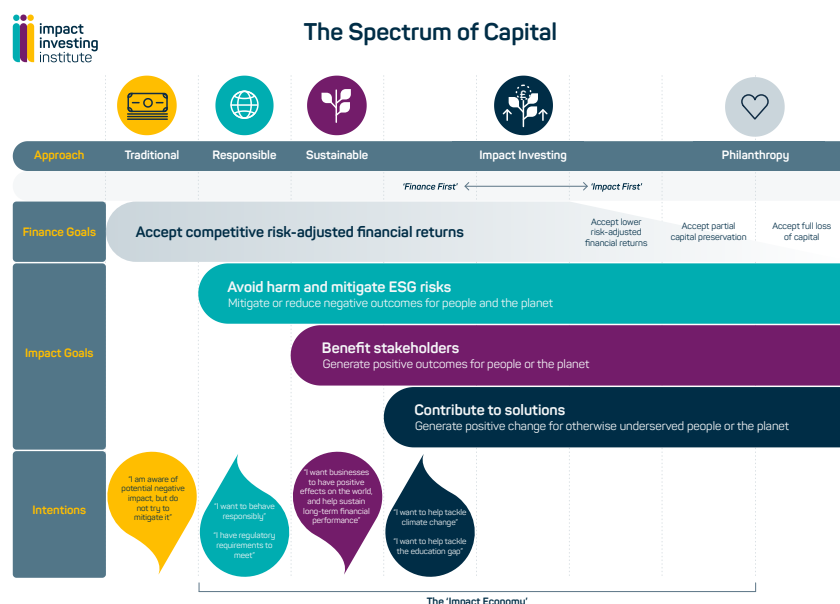 impact
investing
institute
The Spectrum of Capital
£
Approach
Traditional
Responsible
Sustainable
Impact Investing
Philanthropy
'Finance First'
'Impact First'
Finance Goals
Accept competitive risk-adjusted financial returns
Accept lower
risk-adjusted
financial returns
Accept partial
capital preservation
Accept full loss
of capital
Impact Goals
Avoid harm and mitigate ESG risks
Mitigate or reduce negative outcomes for people and the planet
Benefit stakeholders
Generate positive outcomes for people or the planet
Contribute to solutions
Generate positive change for otherwise underserved people or the planet
Intentions
"I am aware of
potential negative
impact, but do
not try to
mitigate it"
"I want to behave
responsibly"
"I have regulatory
requirements to
meet"
"I want businesses
to have positive
effects on the world,
and help sustain
long-term financial
performance"
"I want to help tackle
climate change"
"I want to help tackle
the education gap"
The 'Impact Economy'